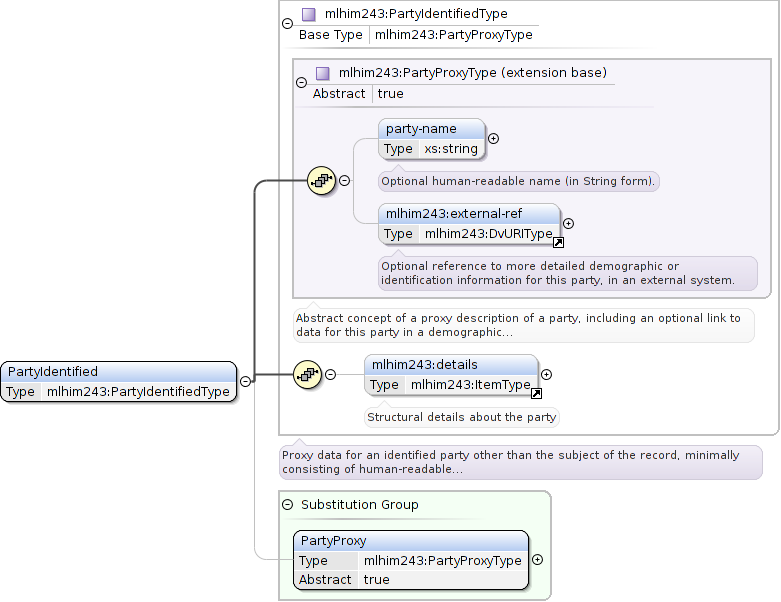 mlhim243:PartyIdentifiedType
Base Type mlhim243:PartyProxyType
mlhim243:PartyProxyType (extension base)
Abstract true
party-name
Type xs:string
Optional human-readable name (in String form).
mlhim243:external-ref
Type mlhim243:DvURIType
Optional reference to more detailed demographic or
identification information for this party, in an external system.
Abstract concept of a proxy description of a party, including an optional link to
data for this party in a demographic...
PartyIdentified
Type mlhim243:PartyIdentifiedType
mlhim243:details
Type mlhim243:ItemType
Structural details about the party
Proxy data for an identified party other than the subject of the record, minimally
consisting of human-readable...
Substitution Group
PartyProxy
Type mlhim243:PartyProxyType
Abstract true